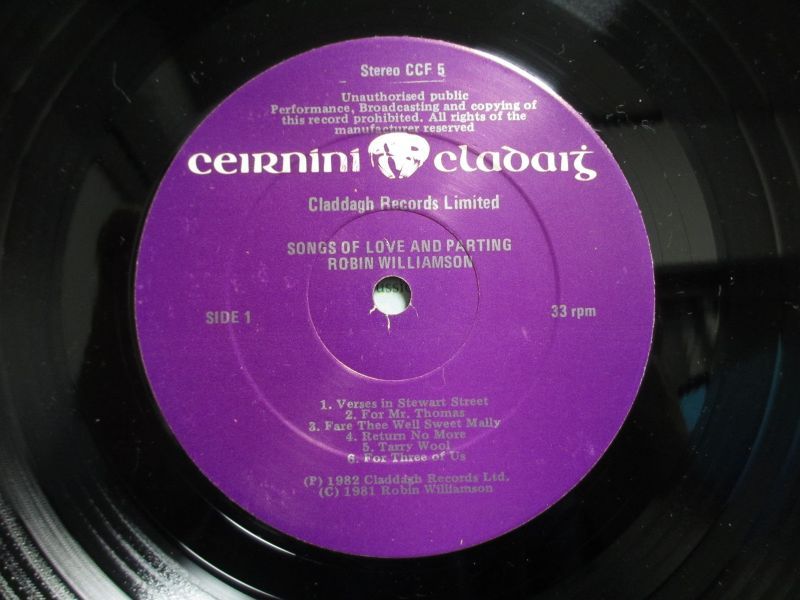 Stereo CCF 5
Unauthorised public
Performance, Broadcasting and copying of
this record prohibited. All rights of the
manufacturer reserved
ceirníní cladaiġ
Claddagh Records Limited
SONGS OF LOVE AND PARTING
ROBIN WILLIAMSON
SIDE 1
33 rpm
1. Verses in Stewart Street
2. For Mr. Thomas
3. Fare Thee Well Sweet Mally
4. Return No More
5. Tarry Wool
6. For Three of Us
(P) 1982 Claddagh Records Ltd.
(C) 1981 Robin Williamson